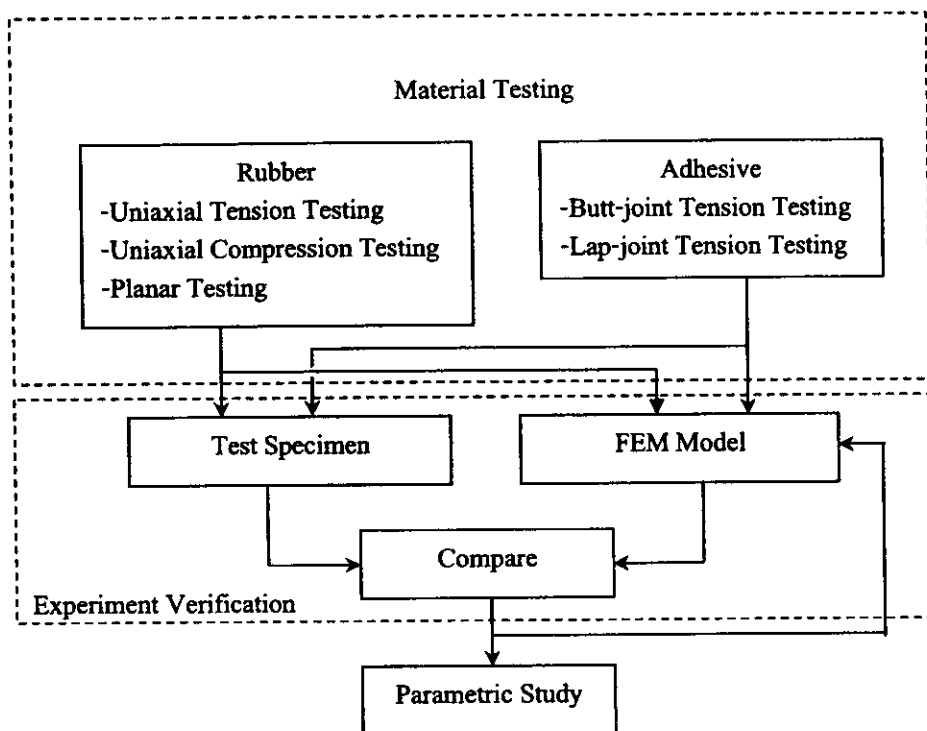 Material Testing
Rubber
-Uniaxial Tension Testing
-Uniaxial Compression Testing
-Planar Testing
Adhesive
-Butt-joint Tension Testing
-Lap-joint Tension Testing
Test Specimen
FEM Model
Compare
Experiment Verification
Parametric Study